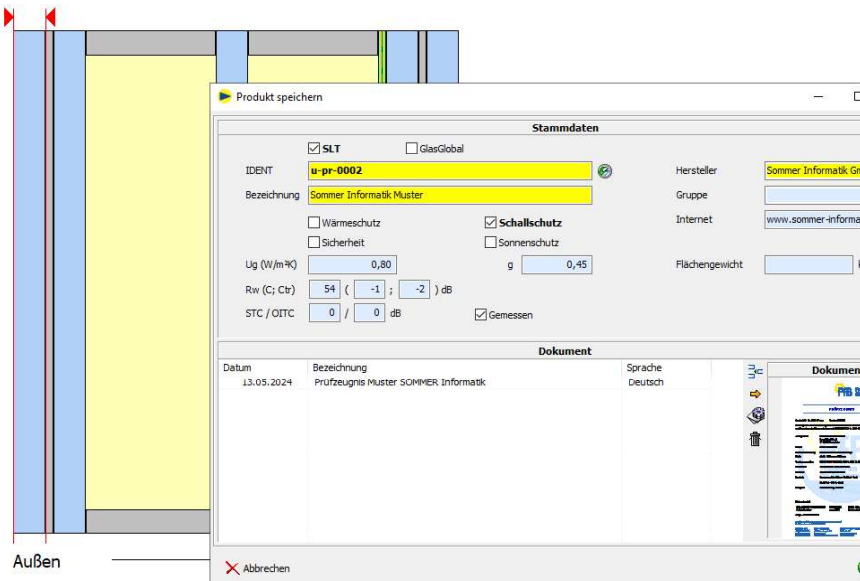 Produkt speichern
Stammdaten
SLT GlasGlobal
IDENT u-pr-0002 Hersteller Sommer Informatik Gm
Bezeichnung Sommer Informatik Muster Gruppe
Wärmeschutz Schallschutz Internet www.sommer-informa
Sicherheit Sonnenschutz
Ug (W/m²K) 0,80 g 0,45 Flächengewicht
Rw (C; Ctr) 54 ( -1 ; -2 ) dB
STC / OITC 0 / 0 dB Gemessen
Dokument
Datum Bezeichnung Sprache Dokumen
13.05.2024 Prüfzeugnis Muster SOMMER Informatik Deutsch
Außen
Abbrechen